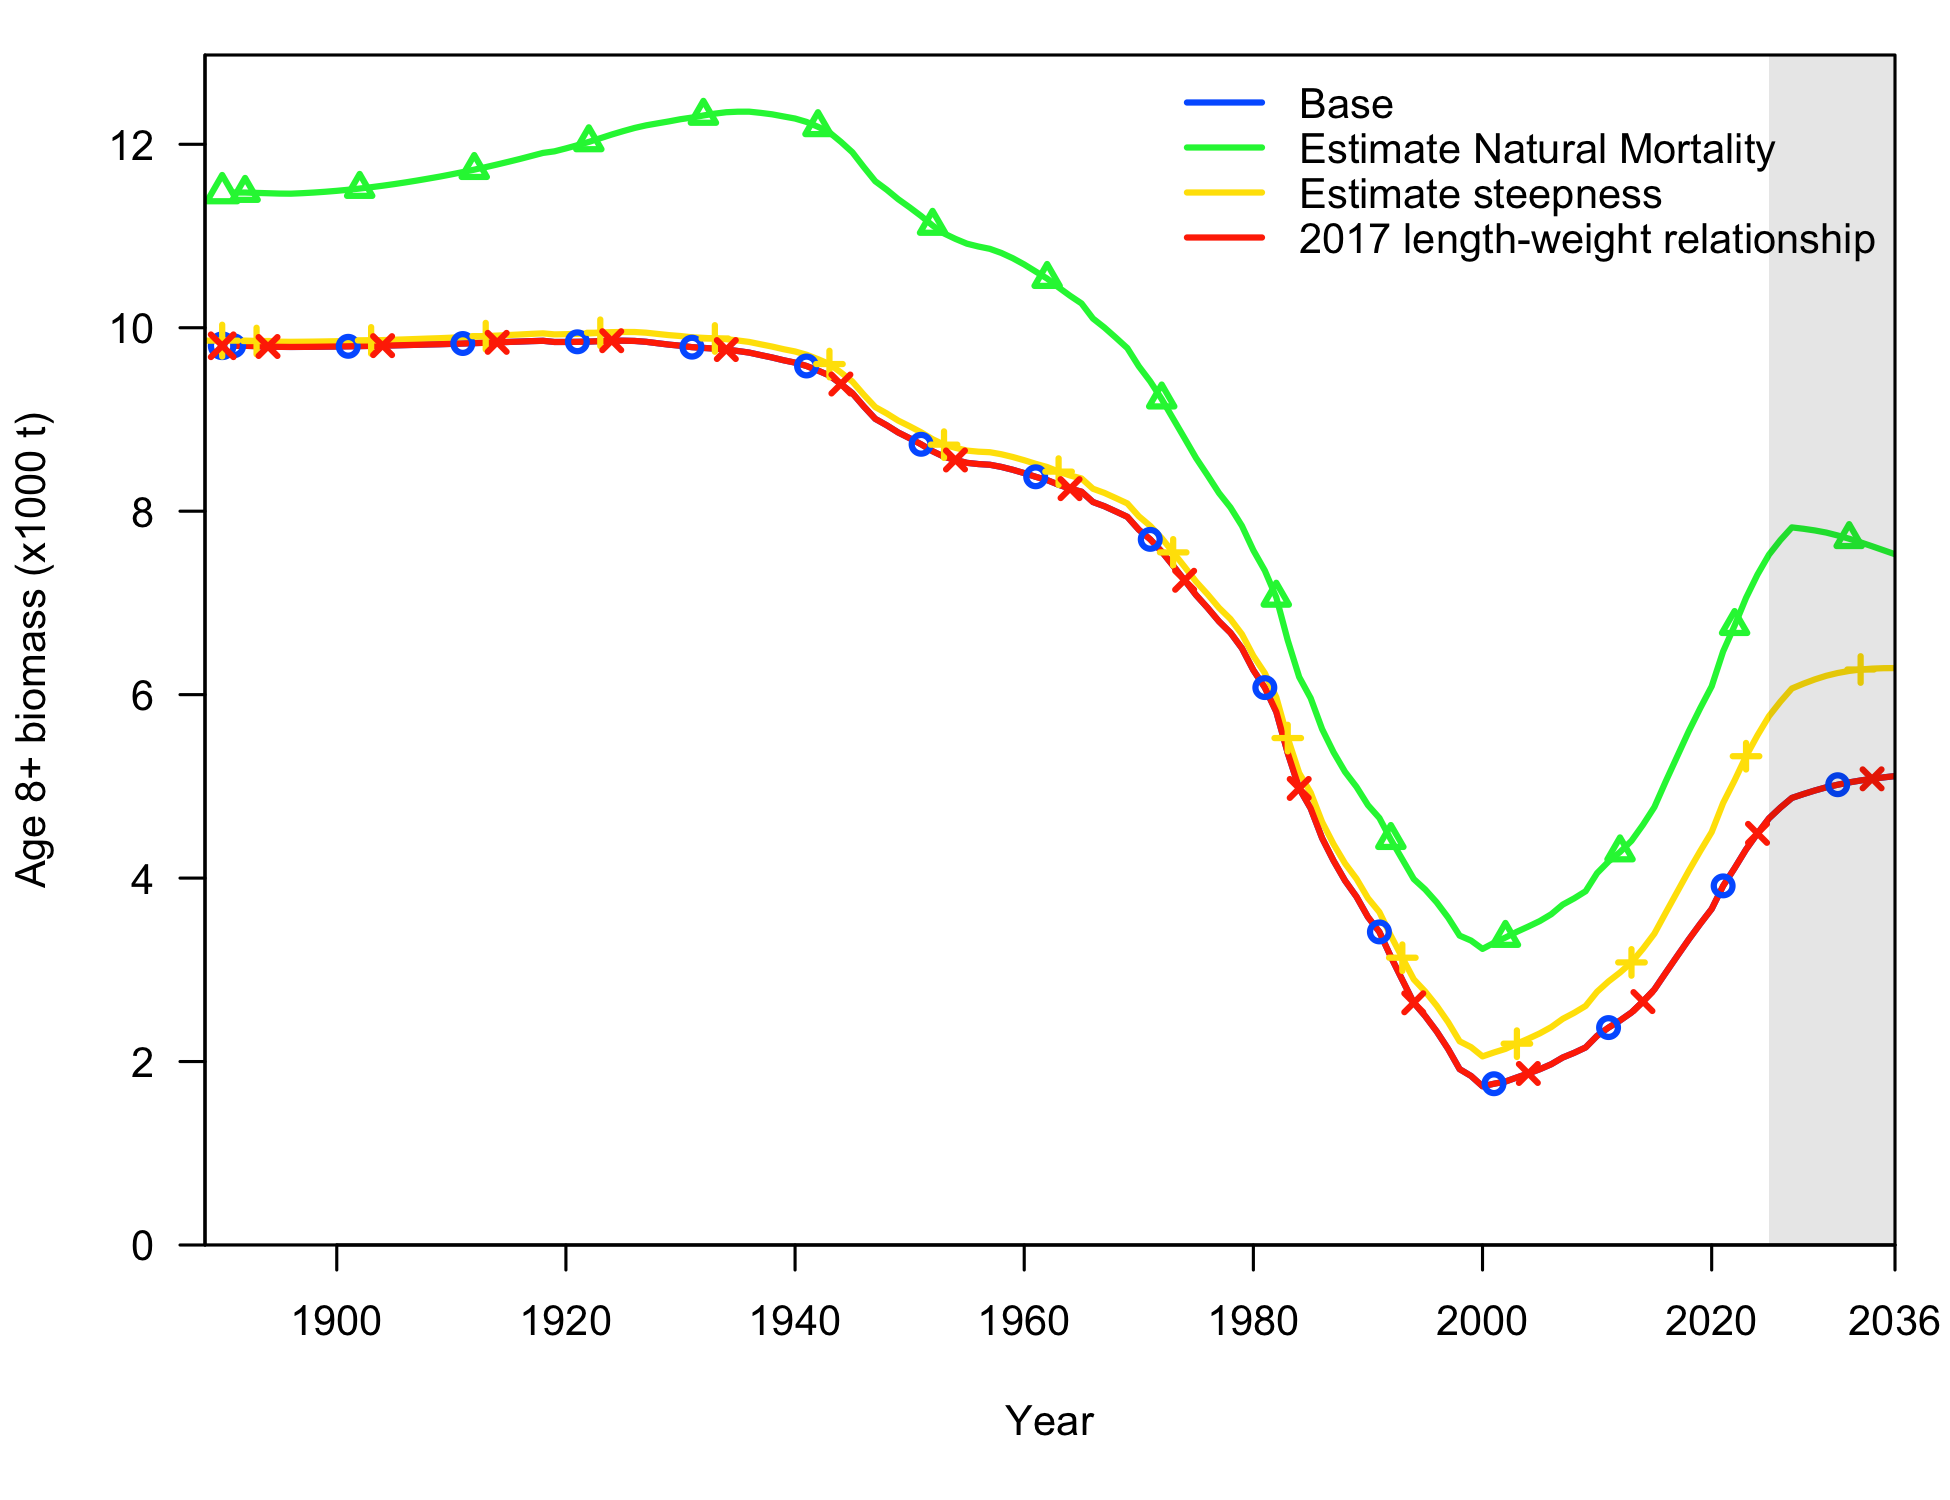 Base
Estimate Natural Mortality
Estimate steepness
2017 length-weight relationship
Age 8+ biomass (x1000 t)
12
10
8
6
4
2
0
1900 1920 1940 1960 1980 2000 2020 2036
Year